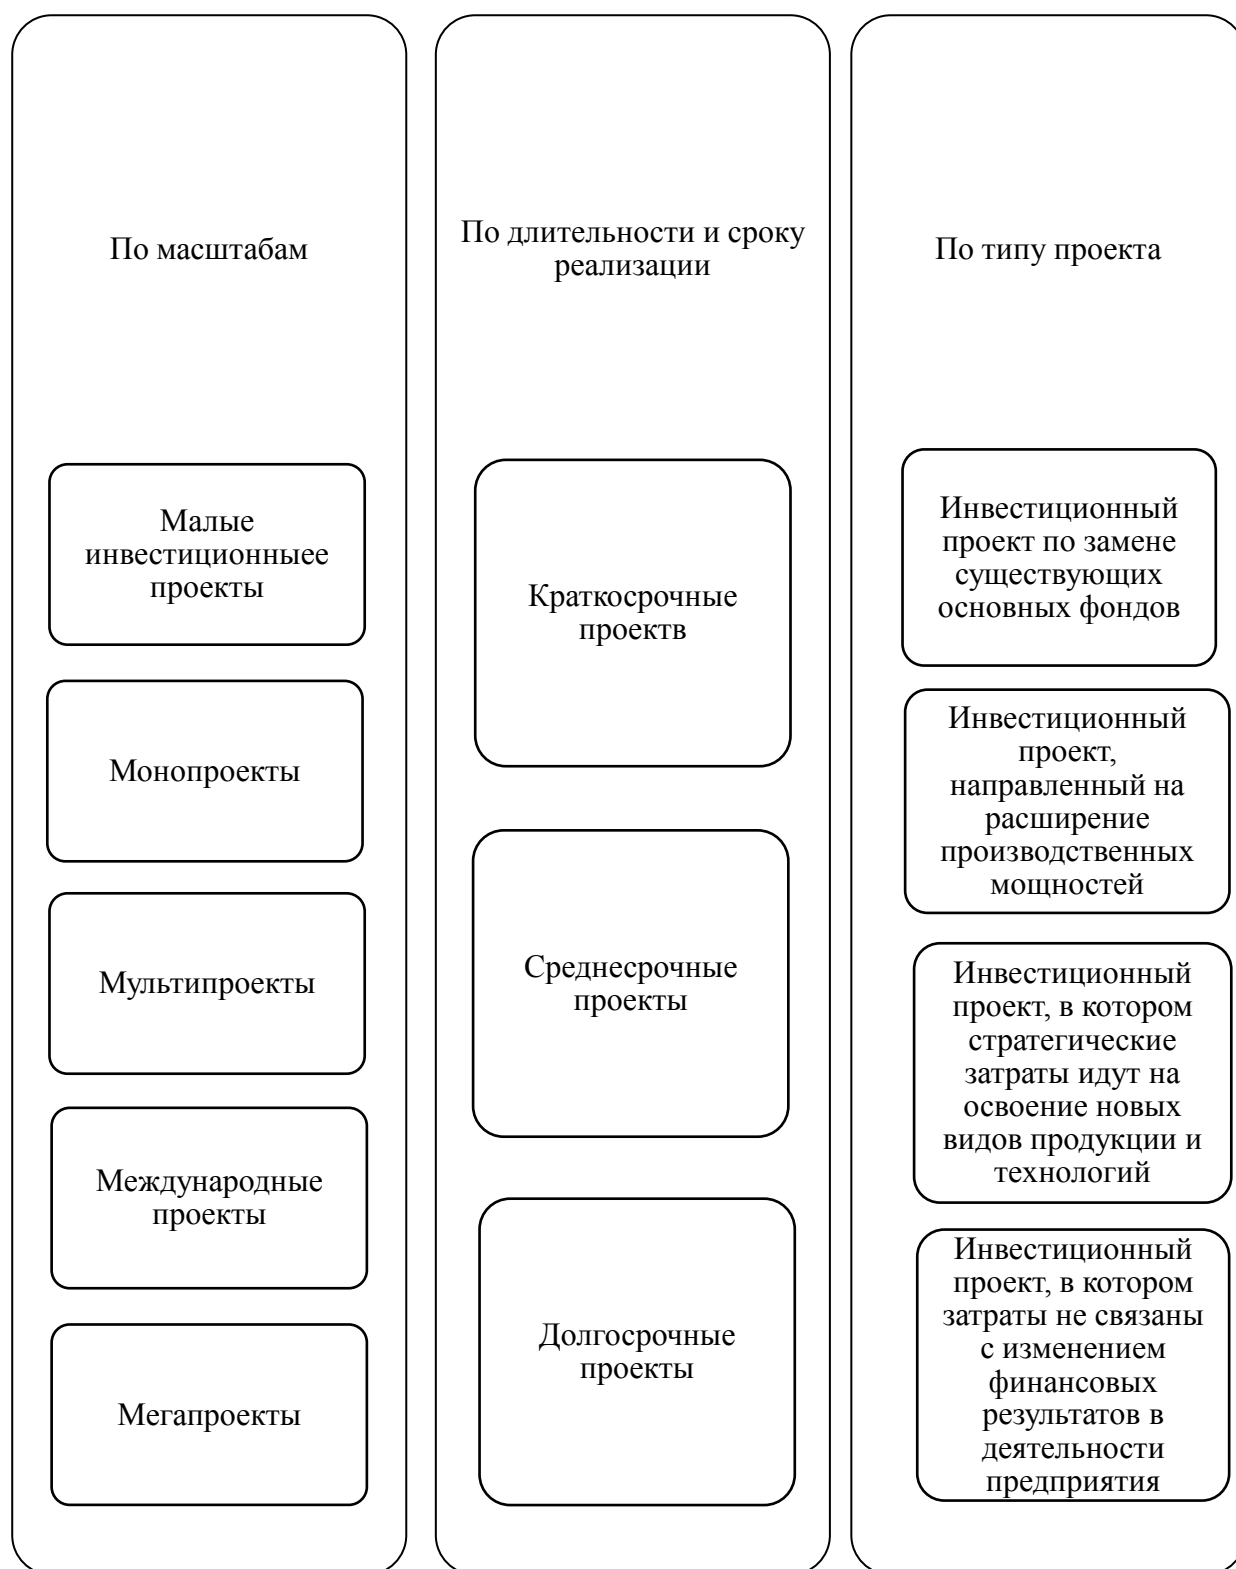 По масштабам
Малые
инвестиционныее
проекты
Монопроекты
Мультипроекты
Международные
проекты
Мегапроекты
По длительности и сроку
реализации
Краткосрочные
проектв
Среднесрочные
проекты
Долгосрочные
проекты
По типу проекта
Инвестиционный
проект по замене
существующих
основных фондов
Инвестиционный
проект,
направленный на
расширение
производственных
мощностей
Инвестиционный
проект, в котором
стратегические
затраты идут на
освоение новых
видов продукции и
технологий
Инвестиционный
проект, в котором
затраты не связаны
с изменением
финансовых
результатов в
деятельности
предприятия